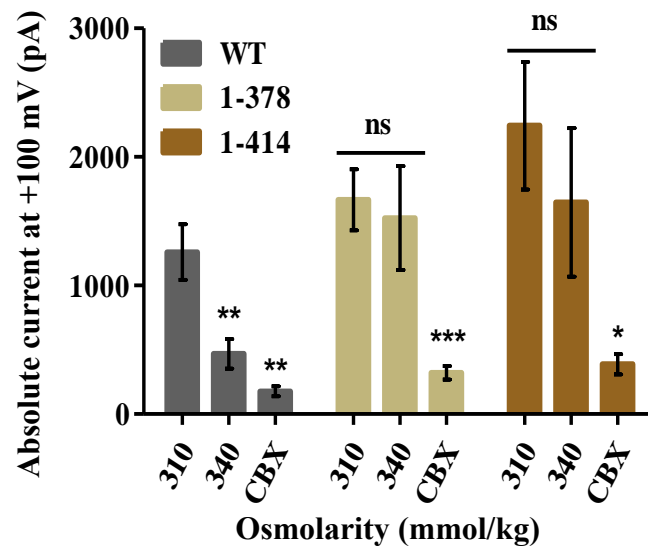 Absolute current at +100 mV (pA)
3000
2000
1000
0
WT
1-378
1-414
ns
ns
**
**
***
*
310
340
CBX
310
340
CBX
310
340
CBX
Osmolarity (mmol/kg)